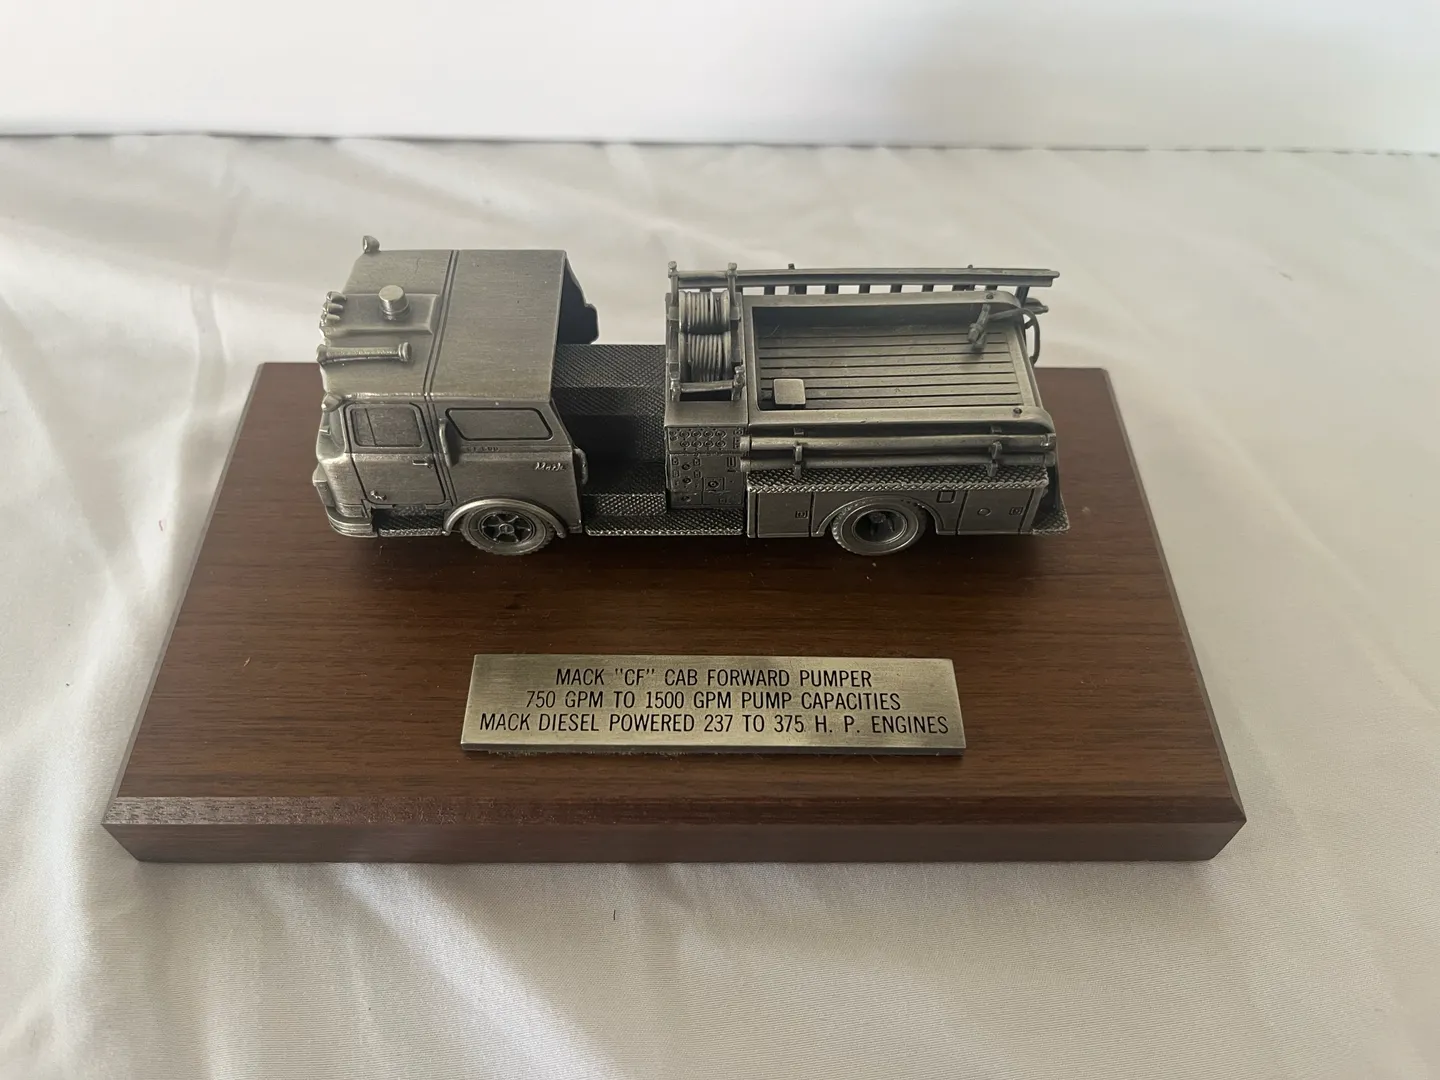 Mack
MACK "CF" CAB FORWARD PUMPER
750 GPM TO 1500 GPM PUMP CAPACITIES
MACK DIESEL POWERED 237 TO 375 H. P. ENGINES